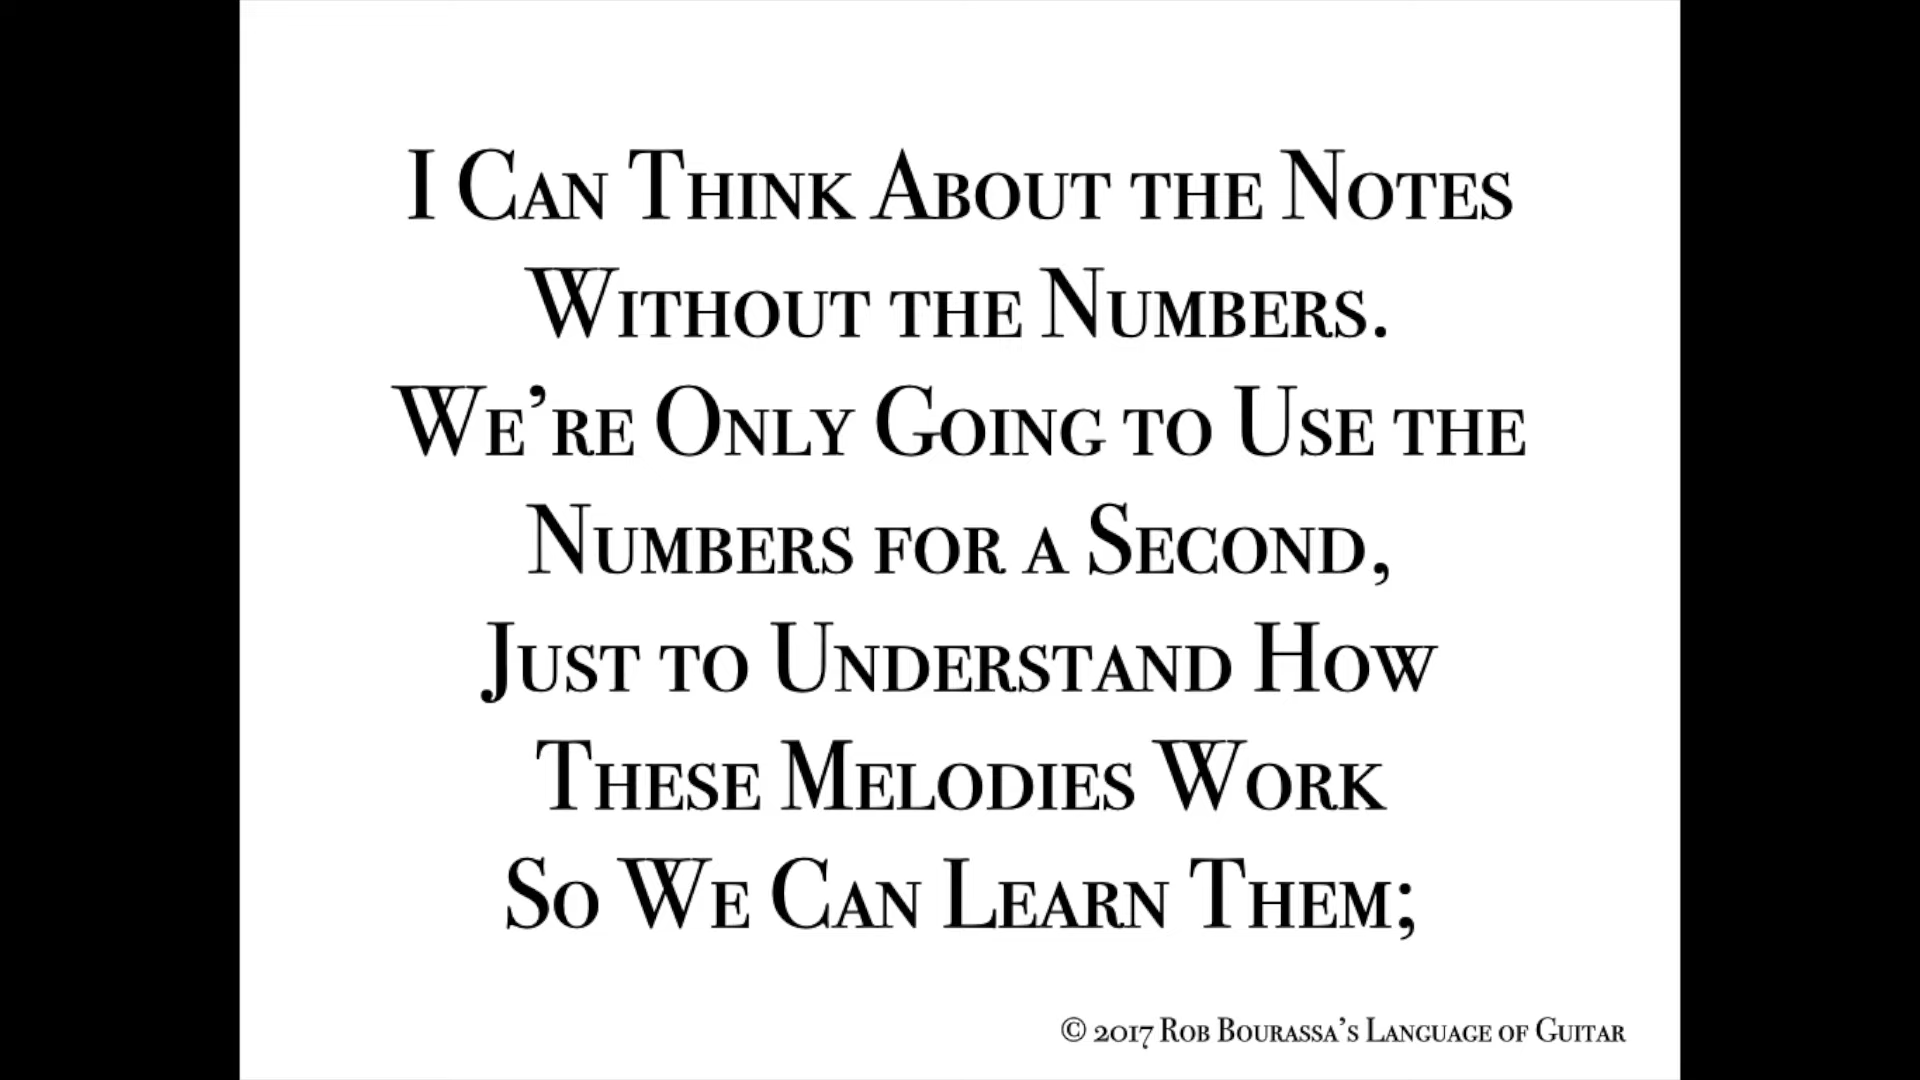 I Can Think About the Notes
Without the Numbers.
We’re Only Going to Use the
Numbers for a Second,
Just to Understand How
These Melodies Work
So We Can Learn Them;
© 2017 Rob Bourassa’s Language of Guitar